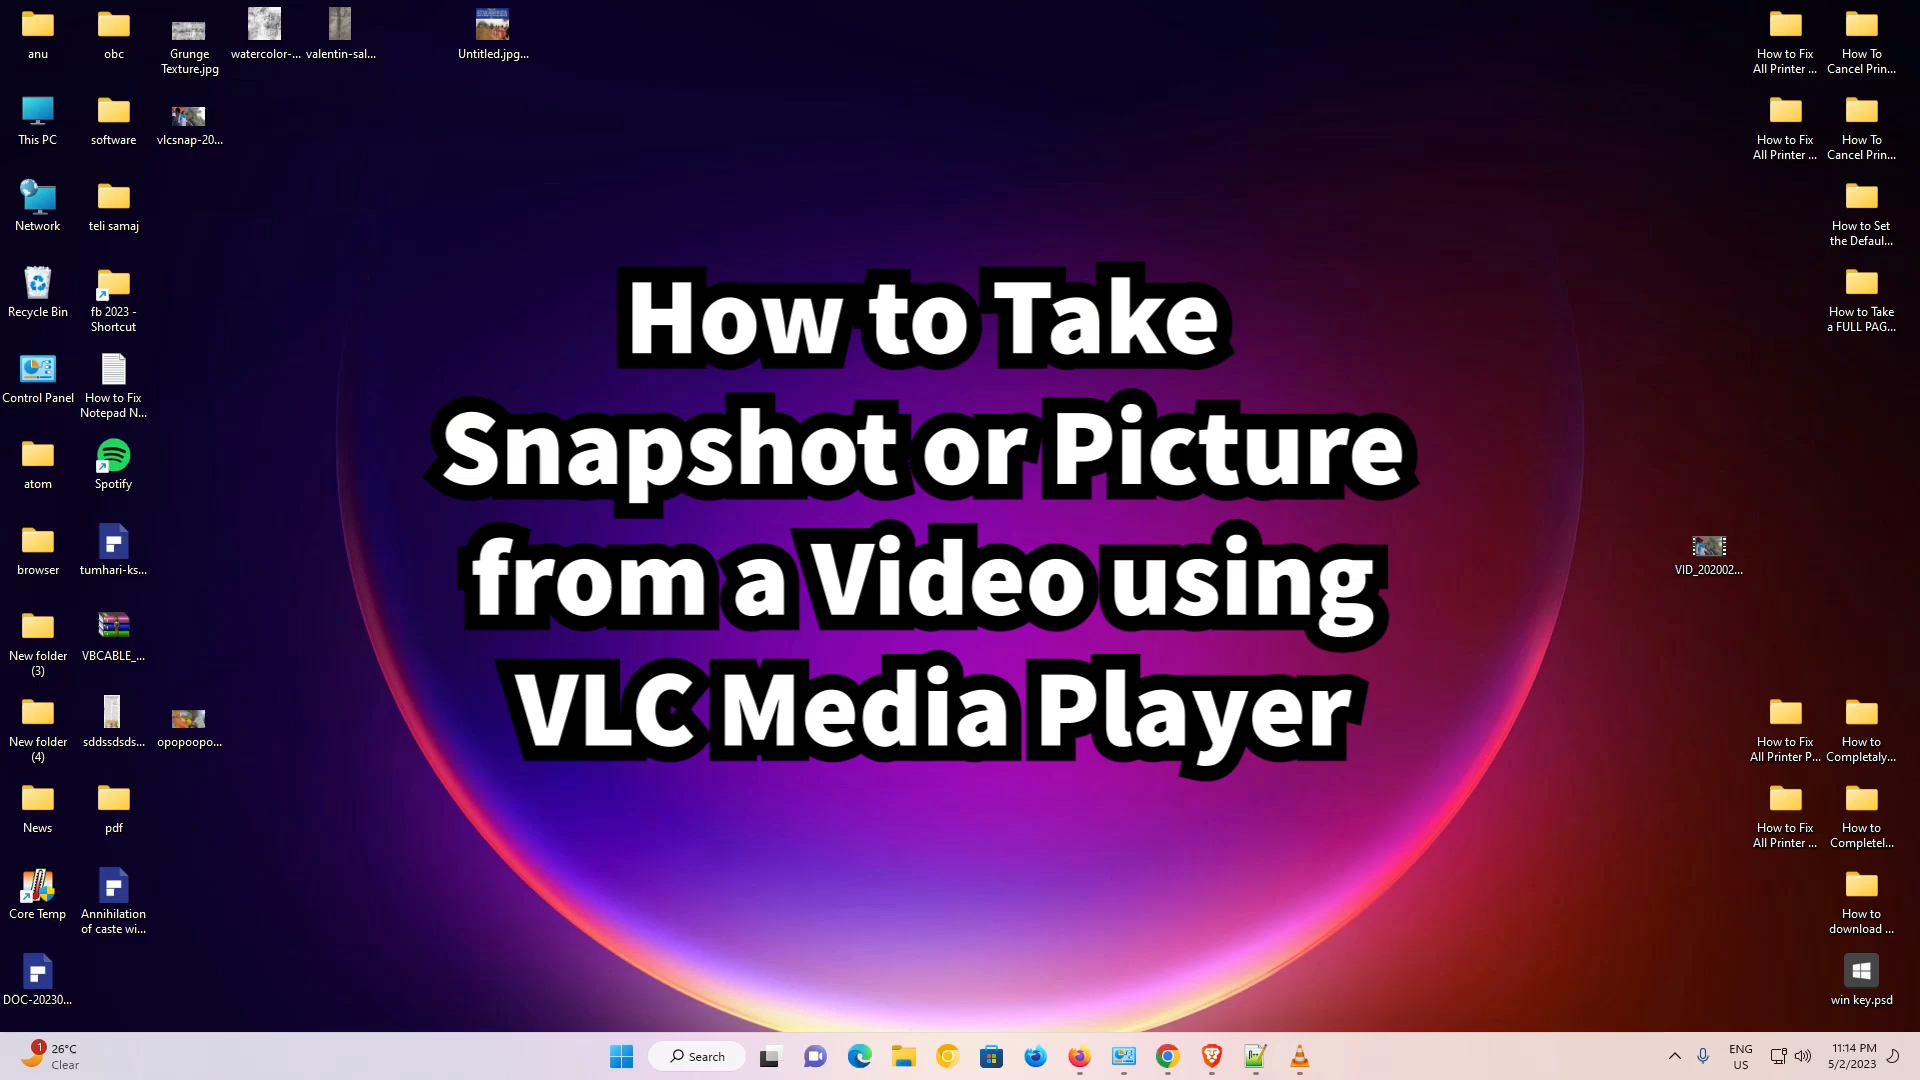 anu
obc
Grunge
Texture.jpg
watercolor-...
valentin-sal...
Untitled.jpg...
How to Fix
All Printer ...
How To
Cancel Prin...
This PC
software
vlcsnap-20...
How to Fix
All Printer ...
How To
Cancel Prin...
Network
teli samaj
How to Set
the Defaul...
Recycle Bin
fb 2023 -
Shortcut
How to Take
a FULL PAG...
How to Take
Snapshot or Picture
from a Video using
VLC Media Player
Control Panel
How to Fix
Notepad N...
atom
Spotify
browser
tumhari-ks...
VID_202002...
New folder
(3)
VBCABLE_...
New folder
(4)
sddssdsds...
opopoopo...
How to Fix
All Printer P...
How to
Completaly...
News
pdf
How to Fix
All Printer ...
How to
Completel...
Core Temp
Annihilation
of caste wi...
How to
download ...
DOC-20230...
win key.psd
1
26°C
Clear
Search
ENG
US
11:14 PM
5/2/2023